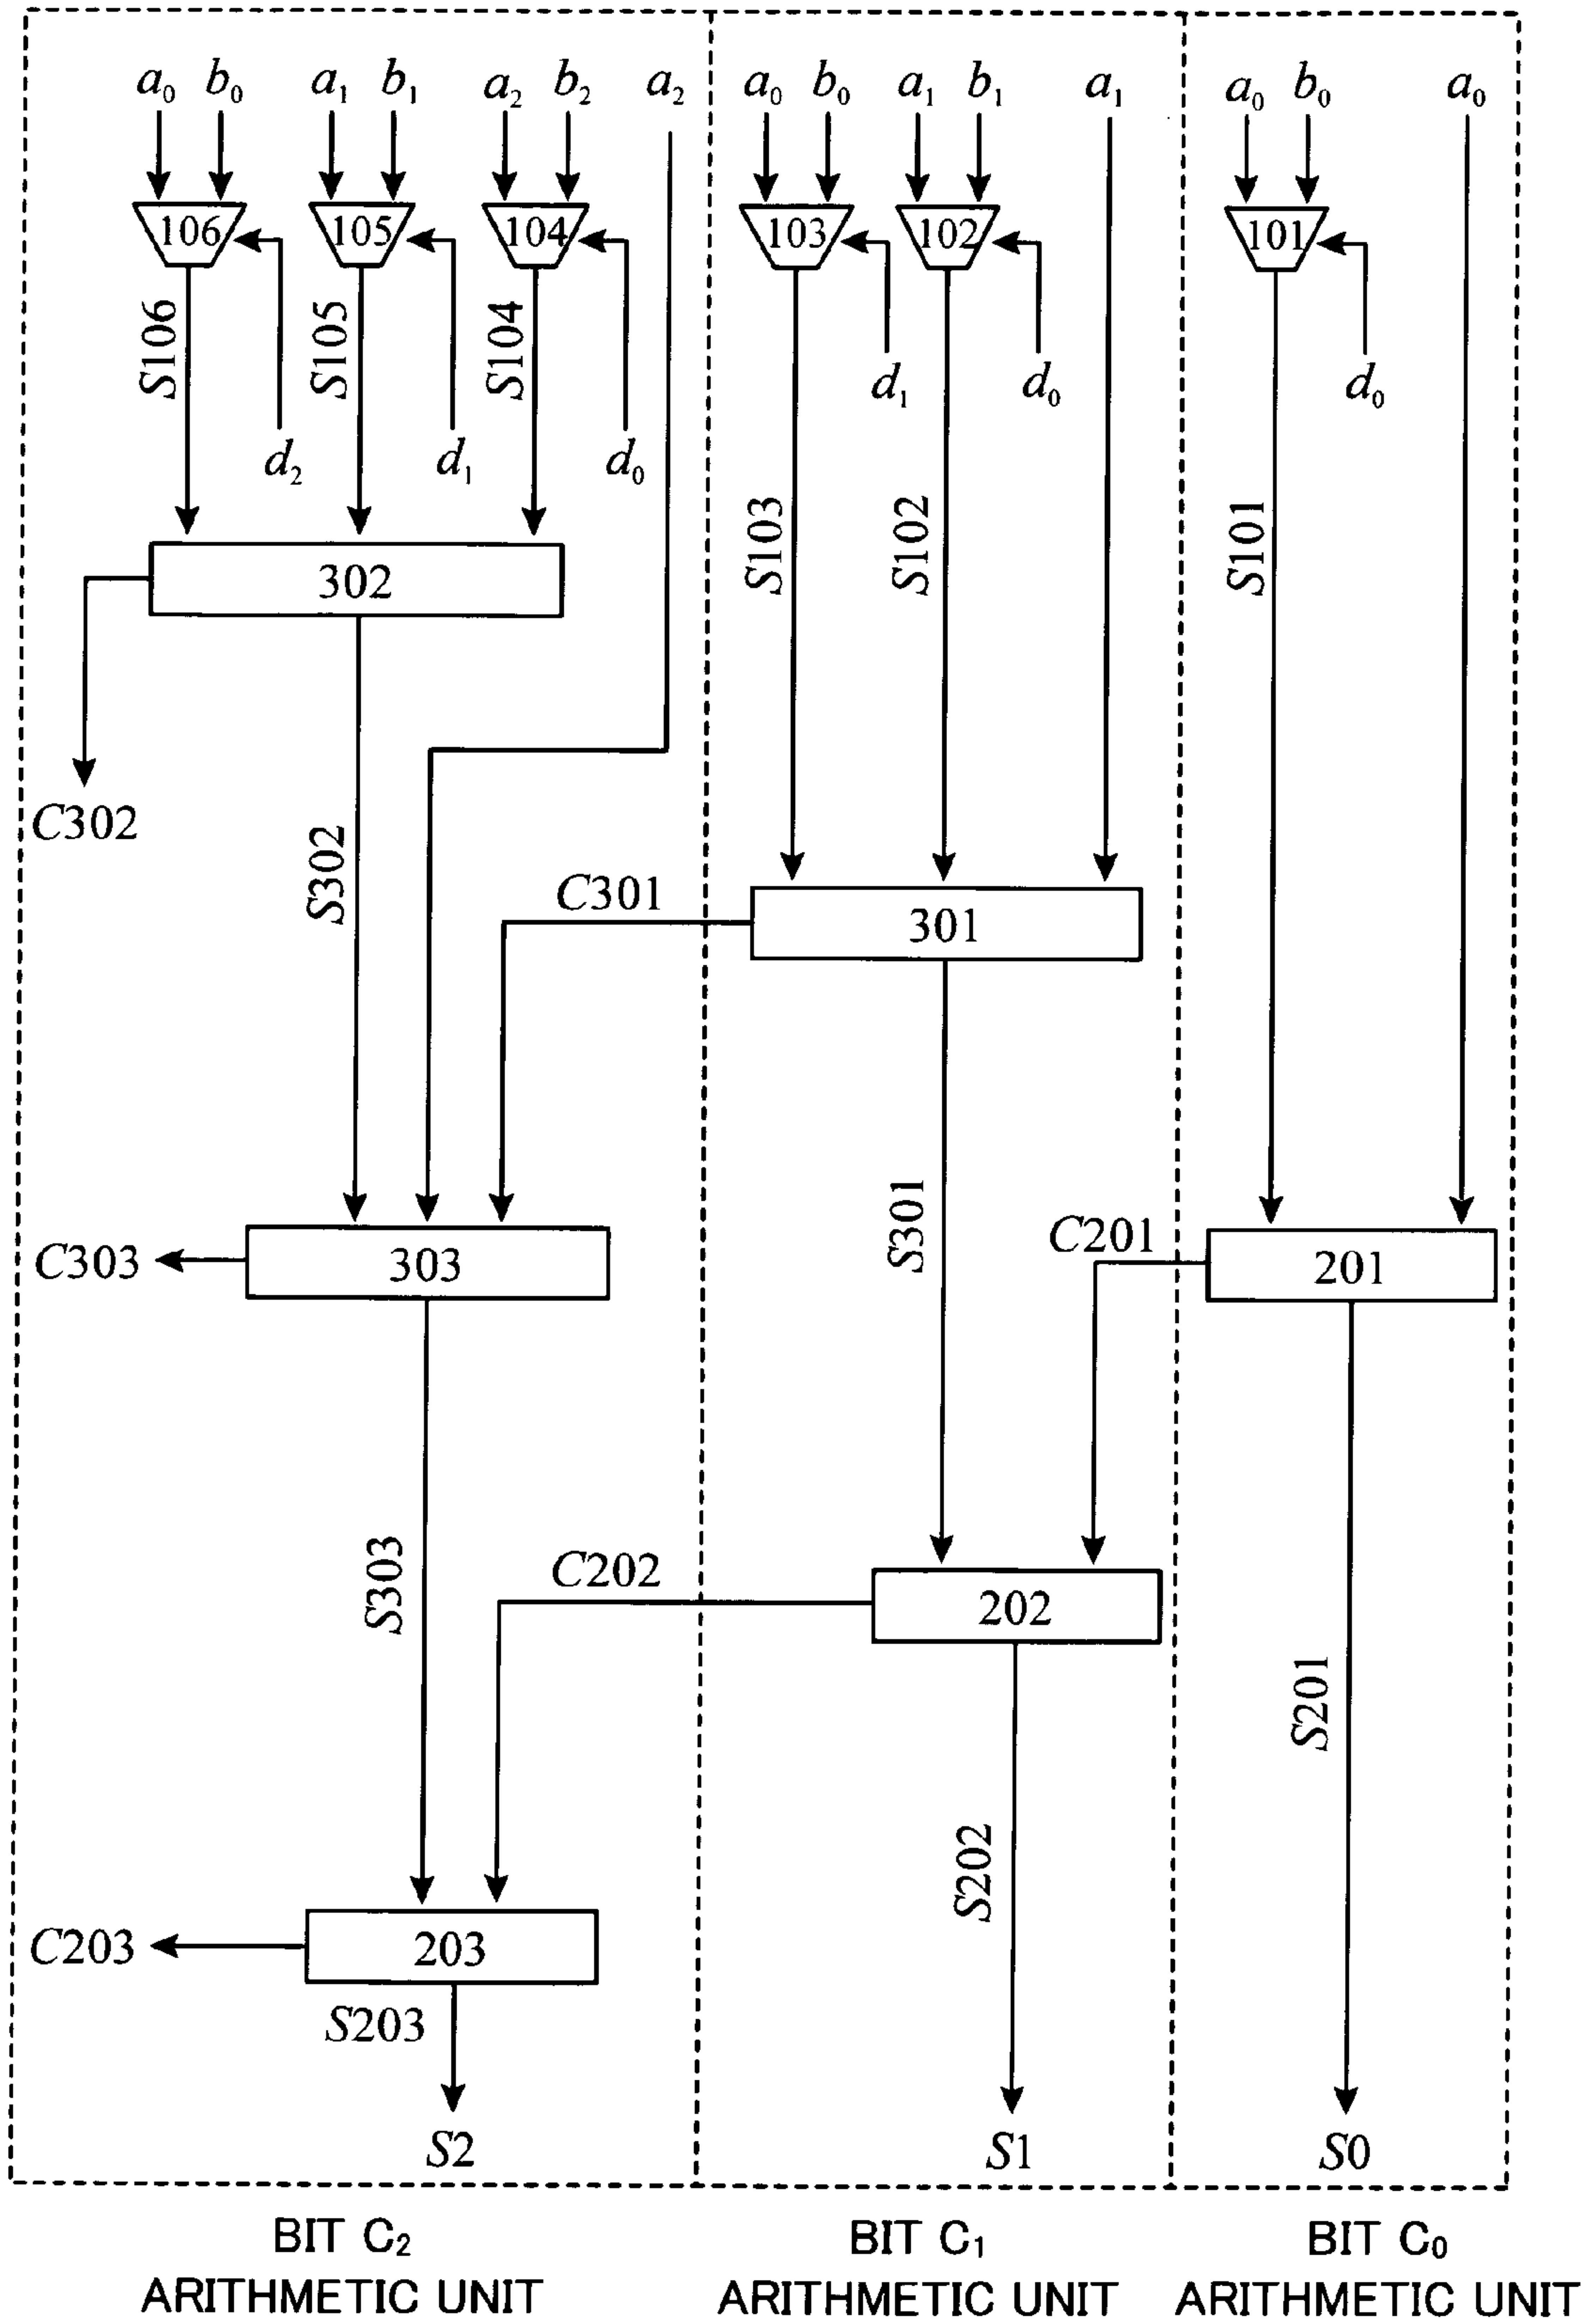 a₀ b₀ a₁ b₁ a₂ b₂ a₂ a₀ b₀ a₁ b₁ a₁ a₀ b₀ a₀
106 105 104 103 102 101
S106 S105 S104
d₁ d₀ d₀
d₂ d₁ d₀
S103 S102 S101
302
C302
S302
C301
301
S301
C201
C303
303
201
S303
C202
202
S201
S202
C203
203
S203
S2 S1 S0
BIT C₂ BIT C₁ BIT C₀
ARITHMETIC UNIT ARITHMETIC UNIT ARITHMETIC UNIT